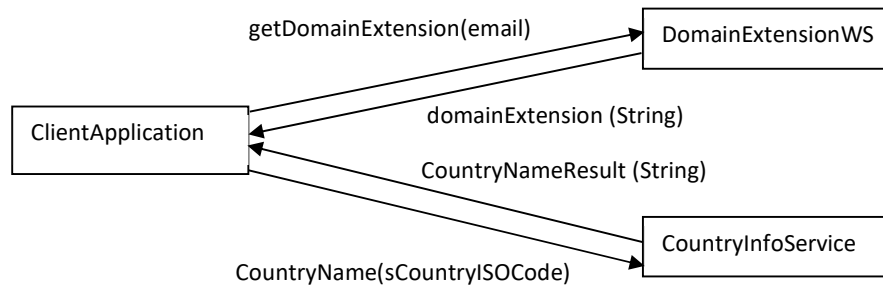 getDomainExtension(email)
DomainExtensionWS
ClientApplication
domainExtension (String)
CountryNameResult (String)
CountryInfoService
CountryName(sCountryISOCode)